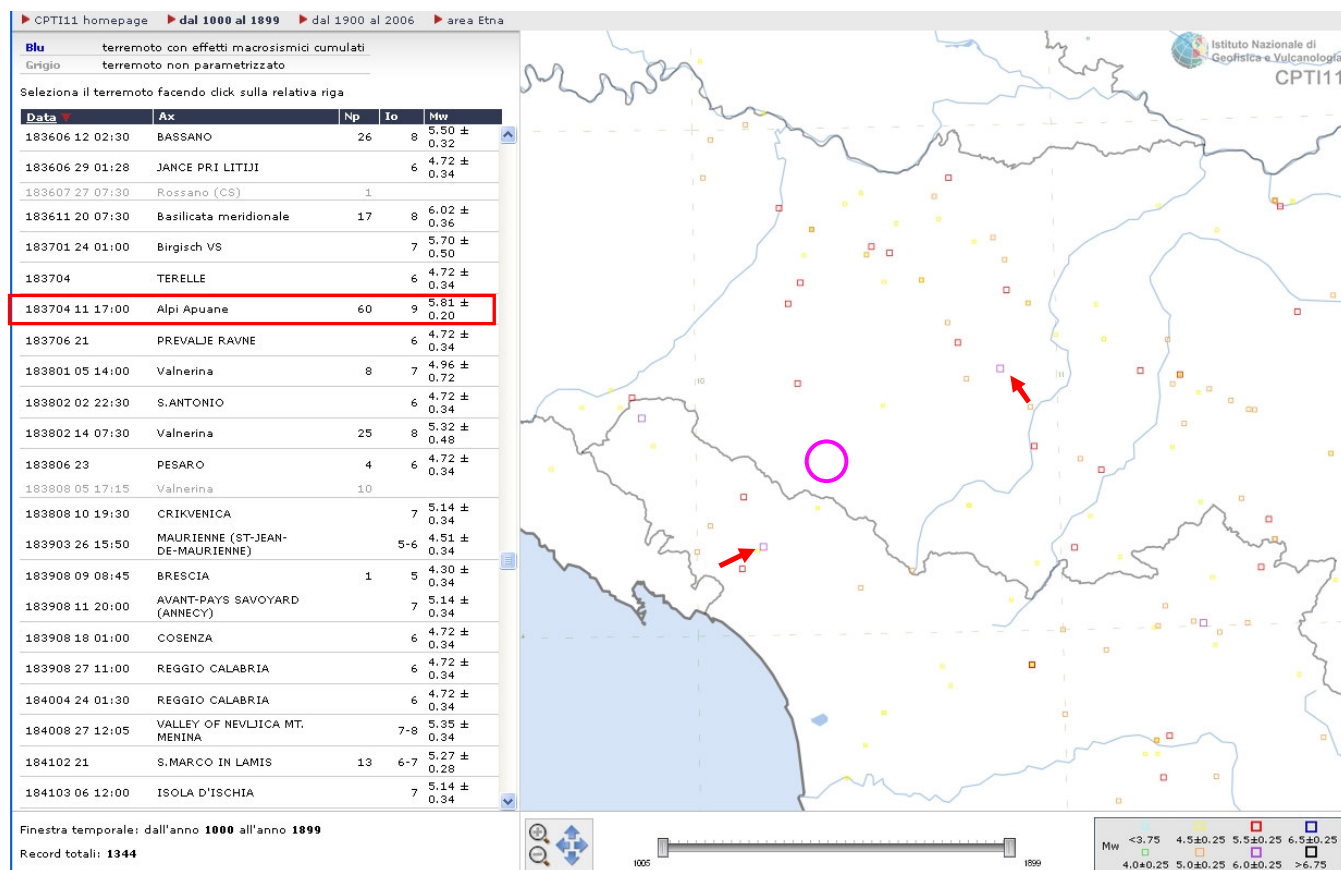 CPTI11 homepage dal 1000 al 1899 dal 1900 al 2006 area Etna
Blu terremoto con effetti macrosismici cumulati
Grigio terremoto non parametrizzato
Seleziona il terremoto facendo click sulla relativa riga
Data Ax Np Io Mw
183606 12 02:30 BASSANO 26 8 5.50 ± 0.32
183606 29 01:28 JANCE PRI LITIJI 6 4.72 ± 0.34
183607 27 07:30 Rossano (CS) 1
183611 20 07:30 Basilicata meridionale 17 8 6.02 ± 0.36
183701 24 01:00 Birgisch VS 7 5.70 ± 0.50
183704 TERELLE 6 4.72 ± 0.34
183704 11 17:00 Alpi Apuane 60 9 5.81 ± 0.20
183706 21 PREVALJE RAVNE 6 4.72 ± 0.34
183801 05 14:00 Valnerina 8 7 4.96 ± 0.72
183802 02 22:30 S.ANTONIO 6 4.72 ± 0.34
183802 14 07:30 Valnerina 25 8 5.32 ± 0.48
183806 23 PESARO 4 6 4.72 ± 0.34
183808 05 17:15 Valnerina 10
183808 10 19:30 CRIKVENICA 7 5.14 ± 0.34
183903 26 15:50 MAURIENNE (ST-JEAN-DE-MAURIENNE) 5-6 4.51 ± 0.34
183908 09 08:45 BRESCIA 1 5 4.30 ± 0.34
183908 11 20:00 AVANT-PAYS SAVOYARD (ANNECY) 7 5.14 ± 0.34
183908 18 01:00 COSENZA 6 4.72 ± 0.34
183908 27 11:00 REGGIO CALABRIA 6 4.72 ± 0.34
184004 24 01:30 REGGIO CALABRIA 6 4.72 ± 0.34
184008 27 12:05 VALLEY OF NEVLJICA MT. MENINA 7-8 5.35 ± 0.34
184102 21 S.MARCO IN LAMIS 13 6-7 5.27 ± 0.28
184103 06 12:00 ISOLA D'ISCHIA 7 5.14 ± 0.34
Finestra temporale: dall'anno 1000 all'anno 1899
Record totali: 1344
Istituto Nazionale di
Geofisica e Vulcanologia
CPTI11
10
11
1005 1899
Mw <3.75 4.5±0.25 5.5±0.25 6.5±0.25
4.0±0.25 5.0±0.25 6.0±0.25 >6.75